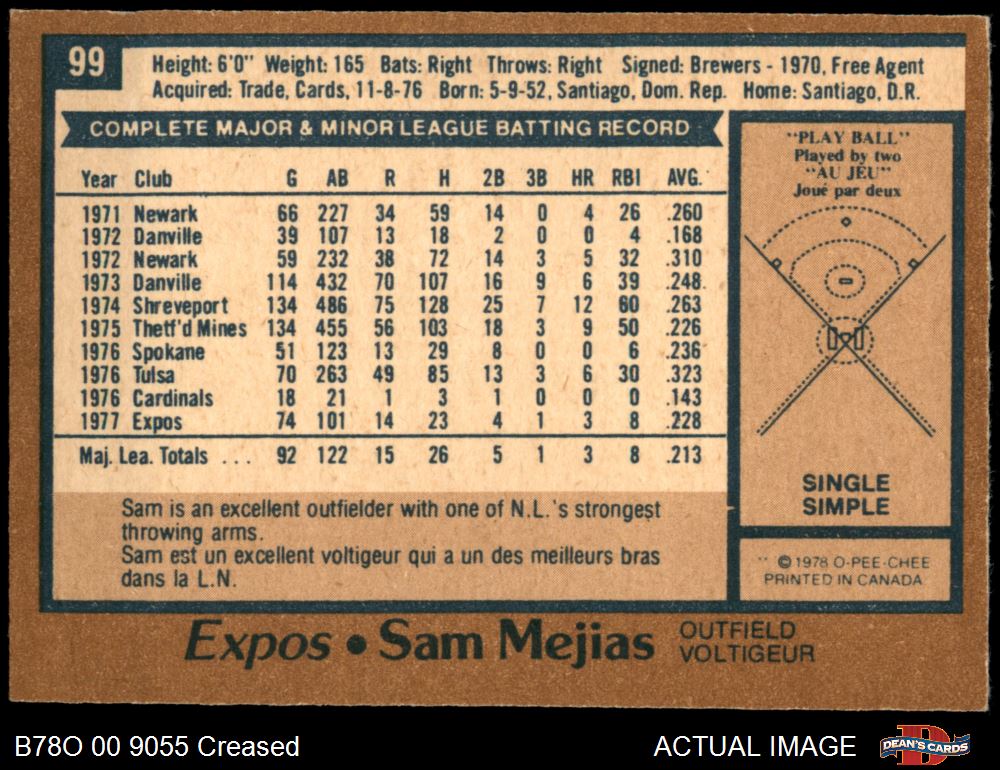 99
Height: 6'0" Weight: 165 Bats: Right Throws: Right Signed: Brewers - 1970, Free Agent
Acquired: Trade, Cards, 11-8-76 Born: 5-9-52, Santiago, Dom. Rep. Home: Santiago, D.R.
COMPLETE MAJOR & MINOR LEAGUE BATTING RECORD
Year Club G AB R H 2B 3B HR RBI AVG.
1971 Newark 66 227 34 59 14 0 4 26 .260
1972 Danville 39 107 13 18 2 0 0 4 .168
1972 Newark 59 232 38 72 14 3 5 32 .310
1973 Danville 114 432 70 107 16 9 6 39 .248
1974 Shreveport 134 486 75 128 25 7 12 60 .263
1975 Thetf'd Mines 134 455 56 103 18 3 9 50 .226
1976 Spokane 51 123 13 29 8 0 0 6 .236
1976 Tulsa 70 263 49 85 13 3 6 30 .323
1976 Cardinals 18 21 1 3 1 0 0 0 .143
1977 Expos 74 101 14 23 4 1 3 8 .228
Maj. Lea. Totals ... 92 122 15 26 5 1 3 8 .213
Sam is an excellent outfielder with one of N.L.'s strongest
throwing arms.
Sam est un excellent voltigeur qui a un des meilleurs bras
dans la L.N.
"PLAY BALL"
Played by two
"AU JEU"
Joué par deux
SINGLE
SIMPLE
** © 1978 O-PEE-CHEE
PRINTED IN CANADA
Expos • Sam Mejias
OUTFIELD
VOLTIGEUR
B78O 00 9055 Creased
ACTUAL IMAGE
DEAN'S CARDS